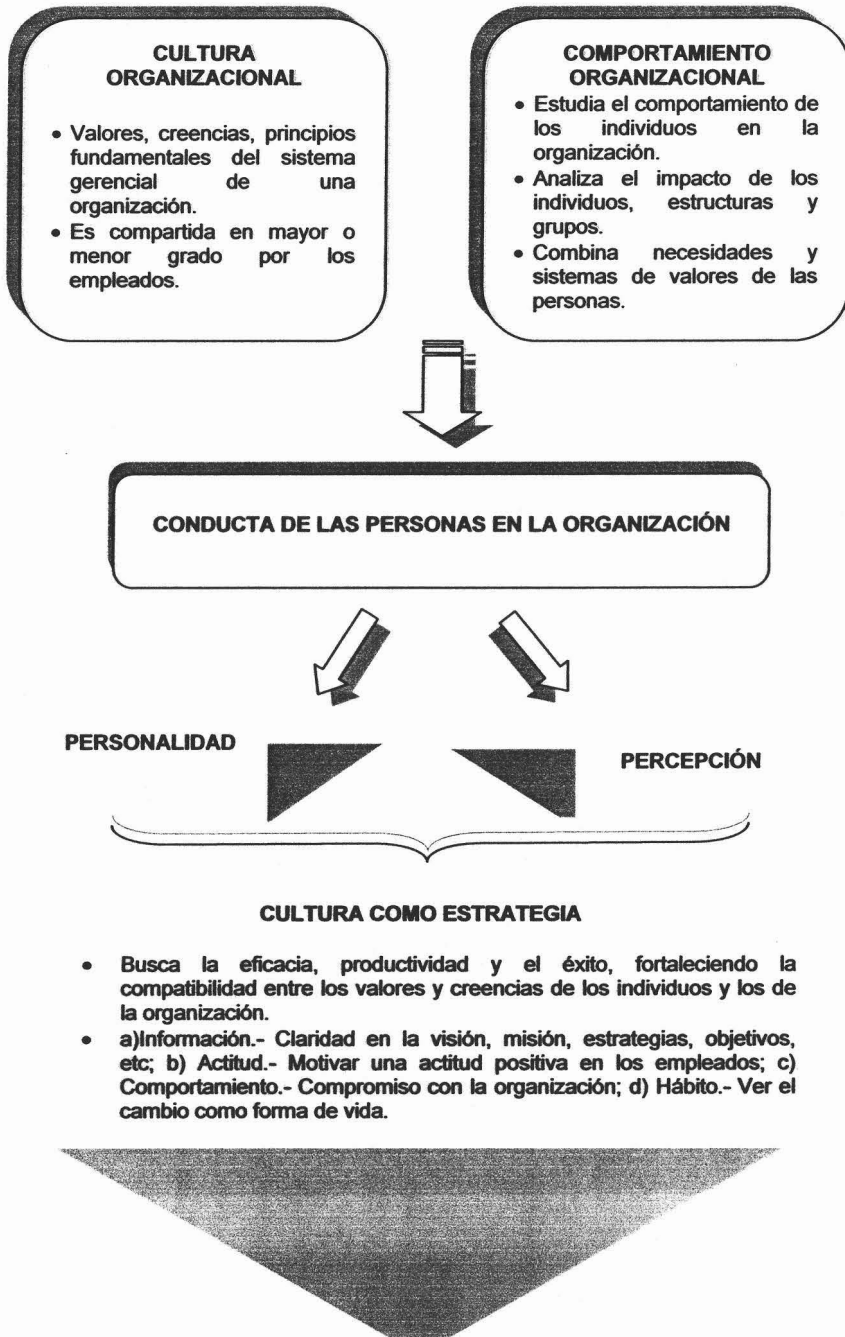 CULTURA
ORGANIZACIONAL
• Valores, creencias, principios
fundamentales del sistema
gerencial de una
organización.
• Es compartida en mayor o
menor grado por los
empleados.
COMPORTAMIENTO
ORGANIZACIONAL
• Estudia el comportamiento de
los individuos en la
organización.
• Analiza el impacto de los
individuos, estructuras y
grupos.
• Combina necesidades y
sistemas de valores de las
personas.
CONDUCTA DE LAS PERSONAS EN LA ORGANIZACIÓN
PERSONALIDAD
PERCEPCIÓN
CULTURA COMO ESTRATEGIA
• Busca la eficacia, productividad y el éxito, fortaleciendo la
compatibilidad entre los valores y creencias de los individuos y los de
la organización.
• a)Información.- Claridad en la visión, misión, estrategias, objetivos,
etc; b) Actitud.- Motivar una actitud positiva en los empleados; c)
Comportamiento.- Compromiso con la organización; d) Hábito.- Ver el
cambio como forma de vida.